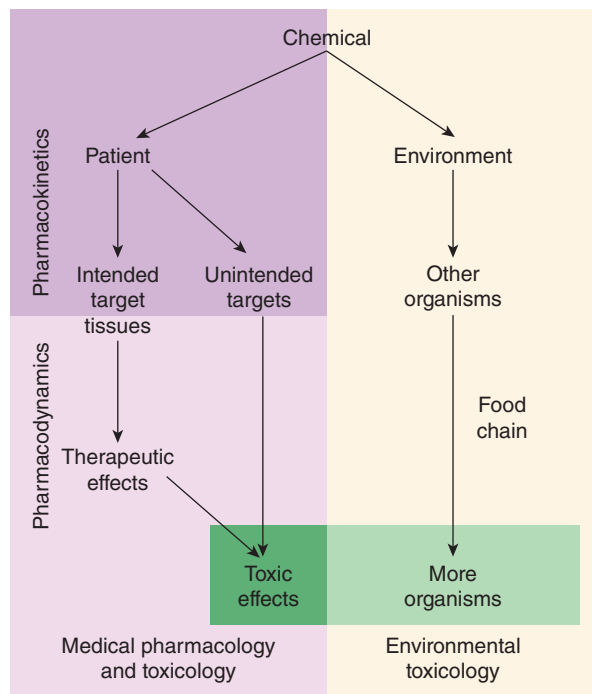 Chemical
Pharmacokinetics
Patient
Environment
Intended
target
tissues
Unintended
targets
Other
organisms
Pharmacodynamics
Food
chain
Therapeutic
effects
Toxic
effects
More
organisms
Medical pharmacology
and toxicology
Environmental
toxicology